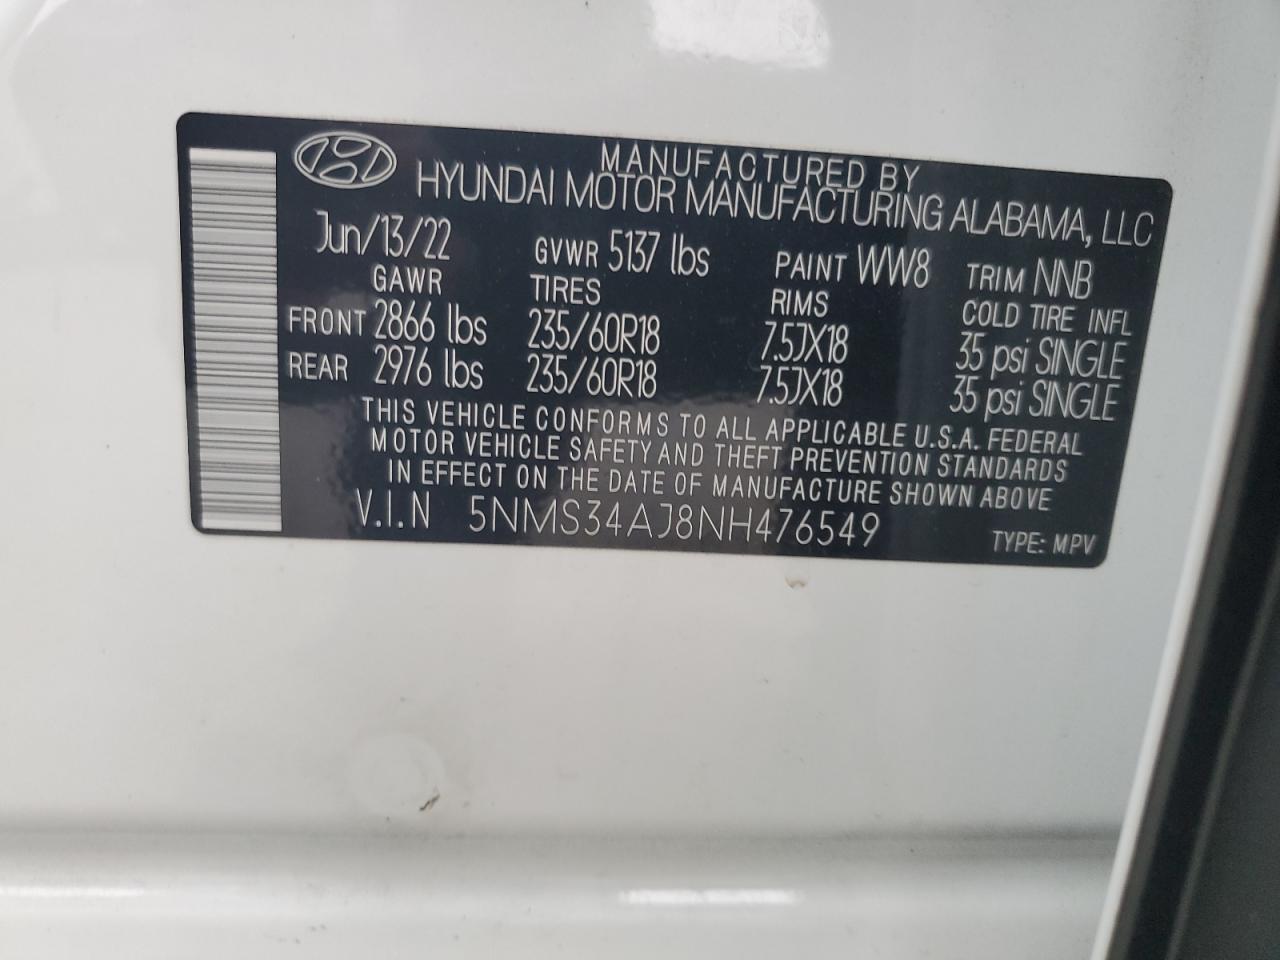 MANUFACTURED BY
HYUNDAI MOTOR MANUFACTURING ALABAMA, LLC
Jun/13/22 GVWR 5137 lbs PAINT WW8 TRIM NNB
GAWR TIRES RIMS COLD TIRE INFL
FRONT 2866 lbs 235/60R18 7.5JX18 35 psi SINGLE
REAR 2976 lbs 235/60R18 7.5JX18 35 psi SINGLE
THIS VEHICLE CONFORMS TO ALL APPLICABLE U.S.A. FEDERAL
MOTOR VEHICLE SAFETY AND THEFT PREVENTION STANDARDS
IN EFFECT ON THE DATE OF MANUFACTURE SHOWN ABOVE
V.I.N 5NMS34AJ8NH476549 TYPE: MPV